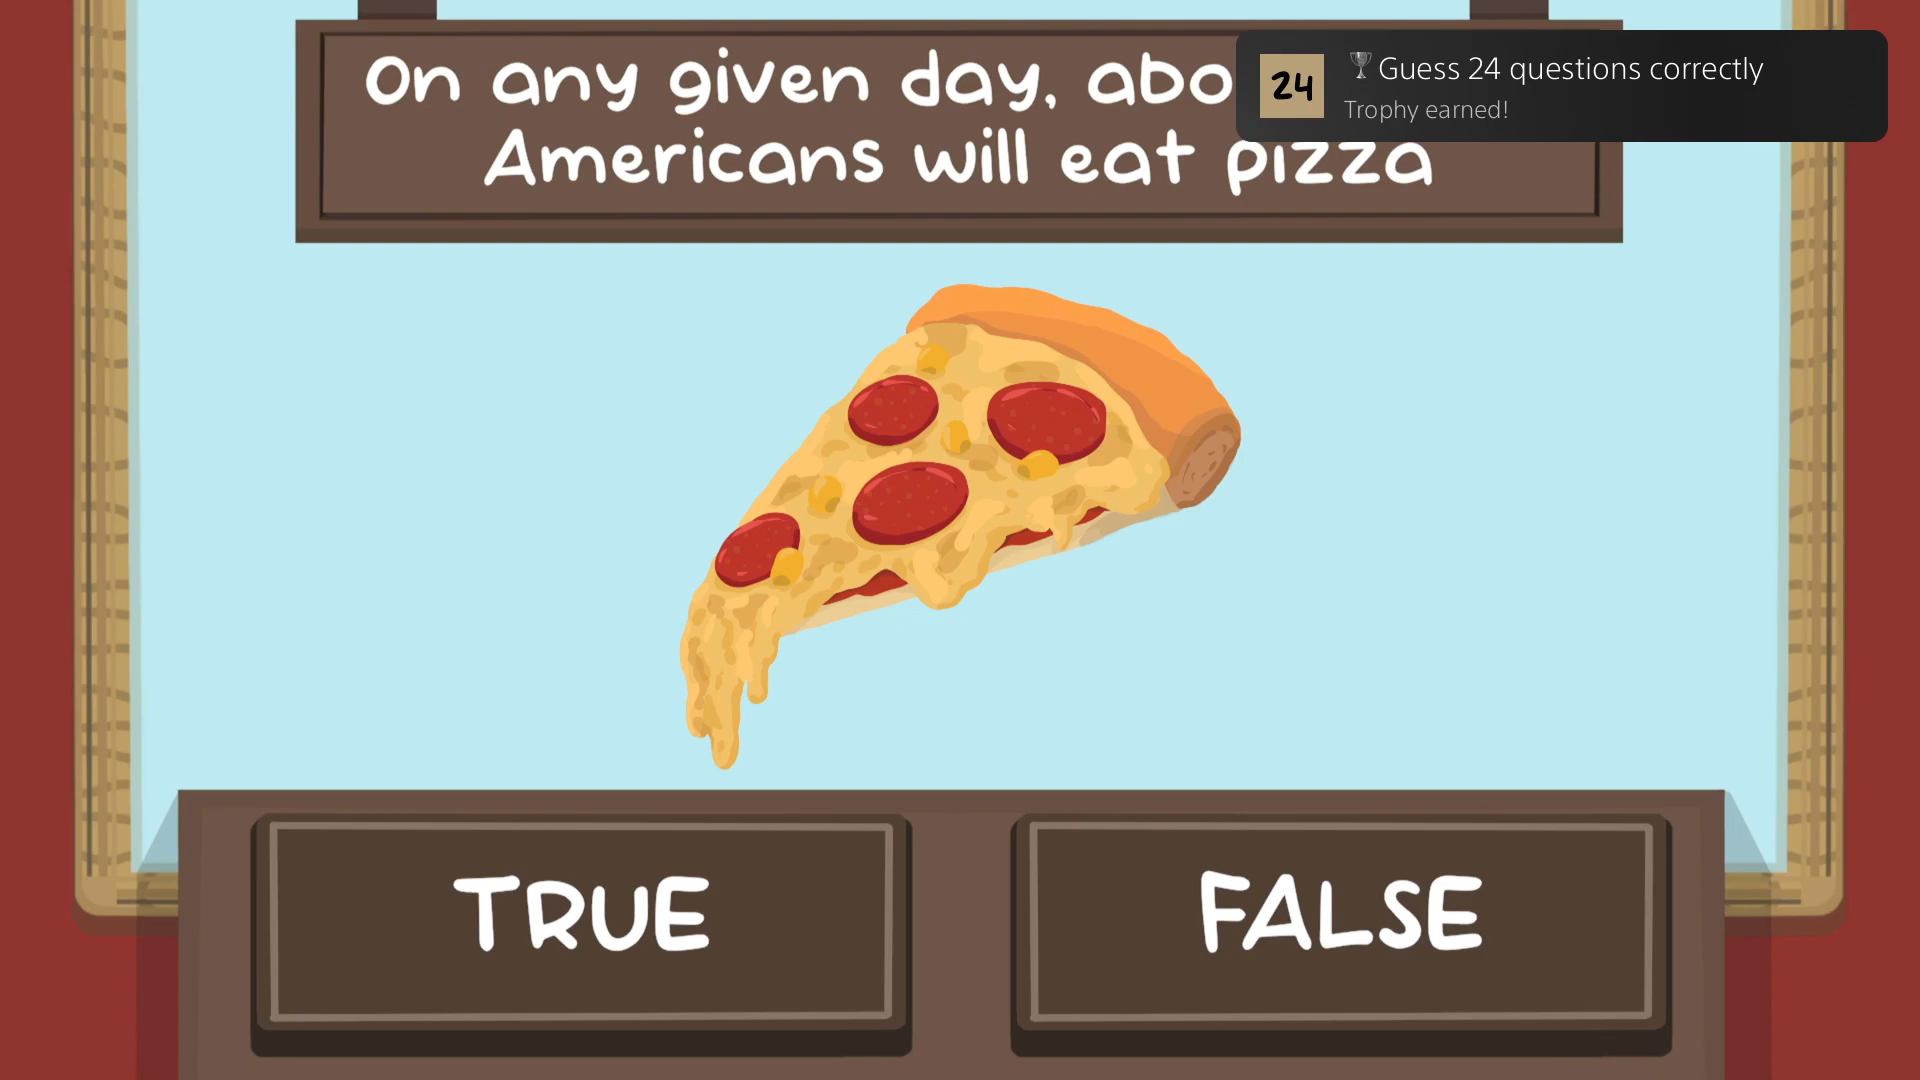 On any given day, abo
Americans will eat pizza
24
Guess 24 questions correctly
Trophy earned!
TRUE
FALSE